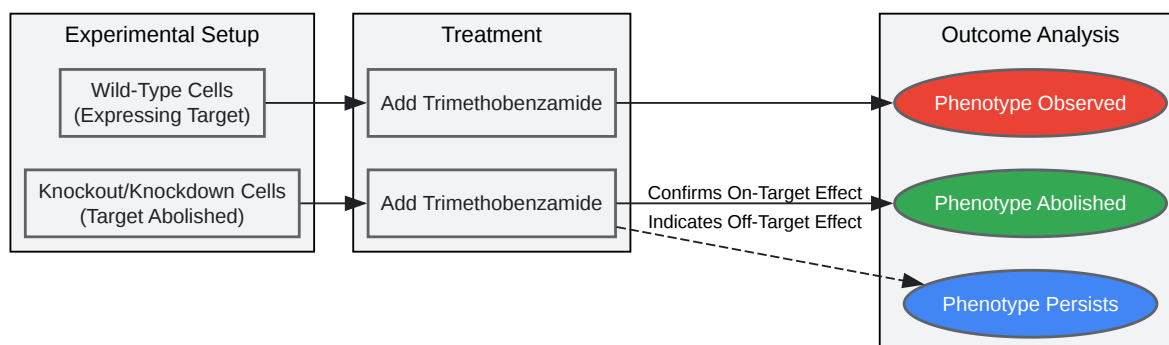 Experimental Setup
Treatment
Outcome Analysis
Wild-Type Cells
(Expressing Target)
Add Trimethobenzamide
Phenotype Observed
Knockout/Knockdown Cells
(Target Abolished)
Add Trimethobenzamide
Confirms On-Target Effect
Indicates Off-Target Effect
Phenotype Abolished
Phenotype Persists